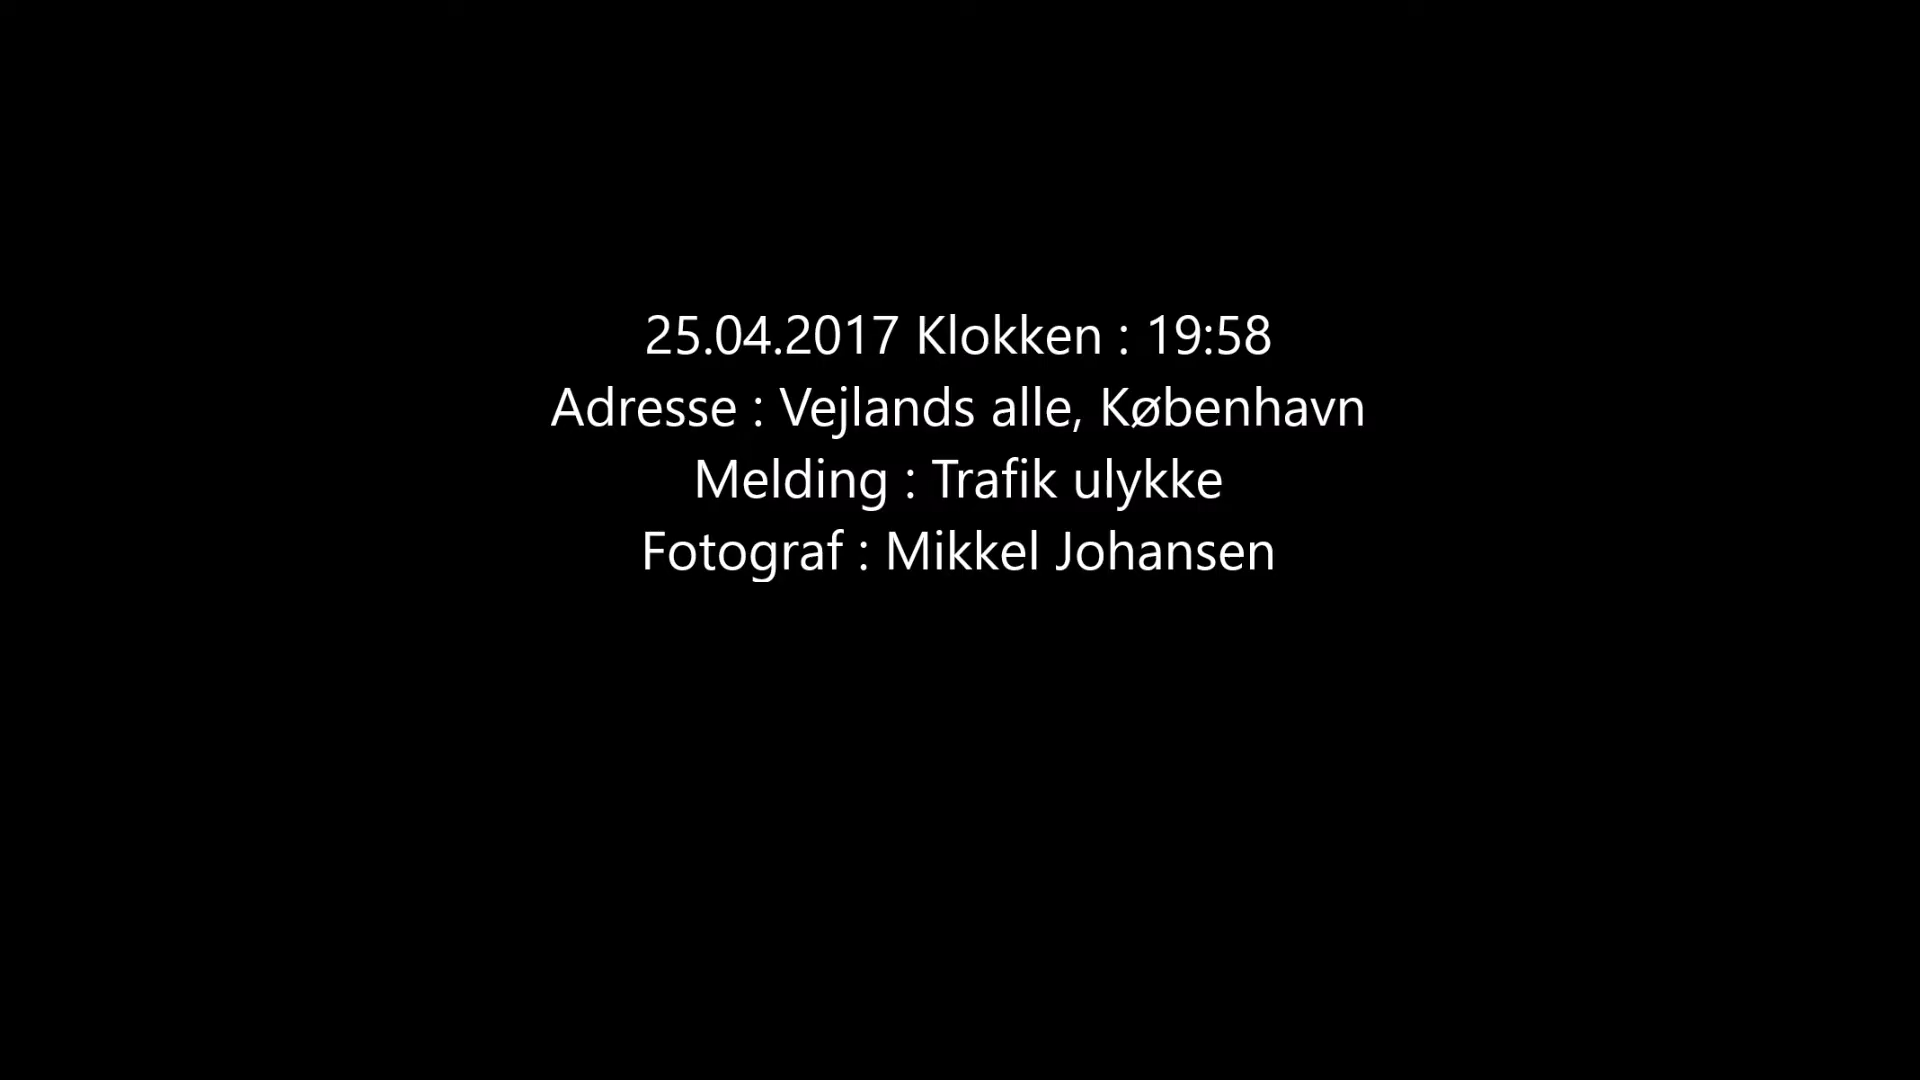 25.04.2017 Klokken : 19:58
Adresse : Vejlands alle, København
Melding : Trafik ulykke
Fotograf : Mikkel Johansen